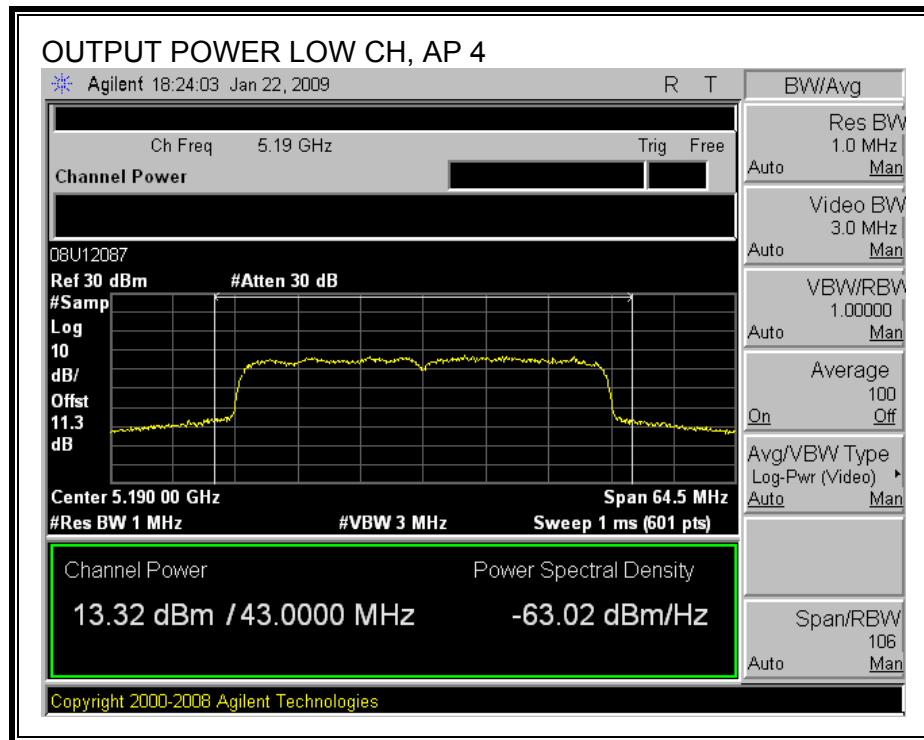 OUTPUT POWER LOW CH, AP 4
Agilent 18:24:03 Jan 22, 2009 R T
BW/Avg
Ch Freq 5.19 GHz Trig Free
Channel Power
Res BW
1.0 MHz
Auto Man
Video BW
3.0 MHz
Auto Man
VBW/RBW
1.00000
Auto Man
Average
100
On Off
Avg/VBW Type
Log-Pwr (Video)
Auto Man
Span/RBW
106
Auto Man
08U12087
Ref 30 dBm #Atten 30 dB
#Samp
Log
10
dB/
Offst
11.3
dB
Center 5.190 00 GHz Span 64.5 MHz
#Res BW 1 MHz #VBW 3 MHz Sweep 1 ms (601 pts)
Channel Power Power Spectral Density
13.32 dBm / 43.0000 MHz -63.02 dBm/Hz
Copyright 2000-2008 Agilent Technologies